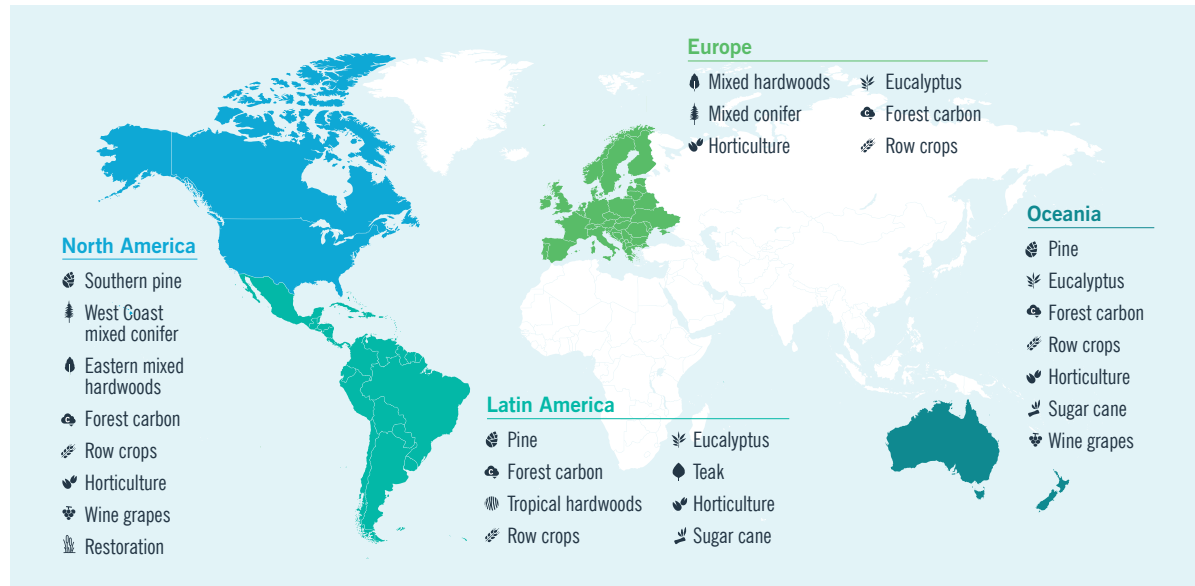 Europe
Mixed hardwoods
Mixed conifer
Horticulture
Eucalyptus
Forest carbon
Row crops
North America
Southern pine
West Coast
mixed conifer
Eastern mixed
hardwoods
Forest carbon
Row crops
Horticulture
Wine grapes
Restoration
Latin America
Pine
Forest carbon
Tropical hardwoods
Row crops
Eucalyptus
Teak
Horticulture
Sugar cane
Oceania
Pine
Eucalyptus
Forest carbon
Row crops
Horticulture
Sugar cane
Wine grapes